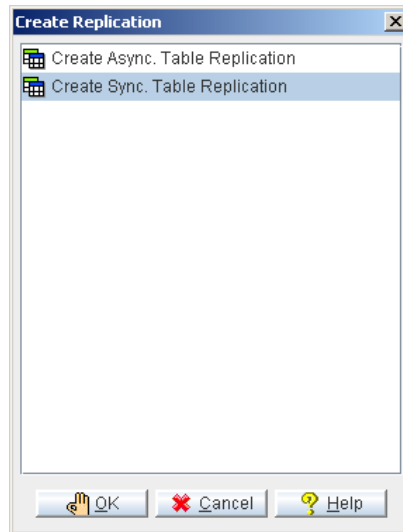 Create Replication
Create Async. Table Replication
Create Sync. Table Replication
OK Cancel Help